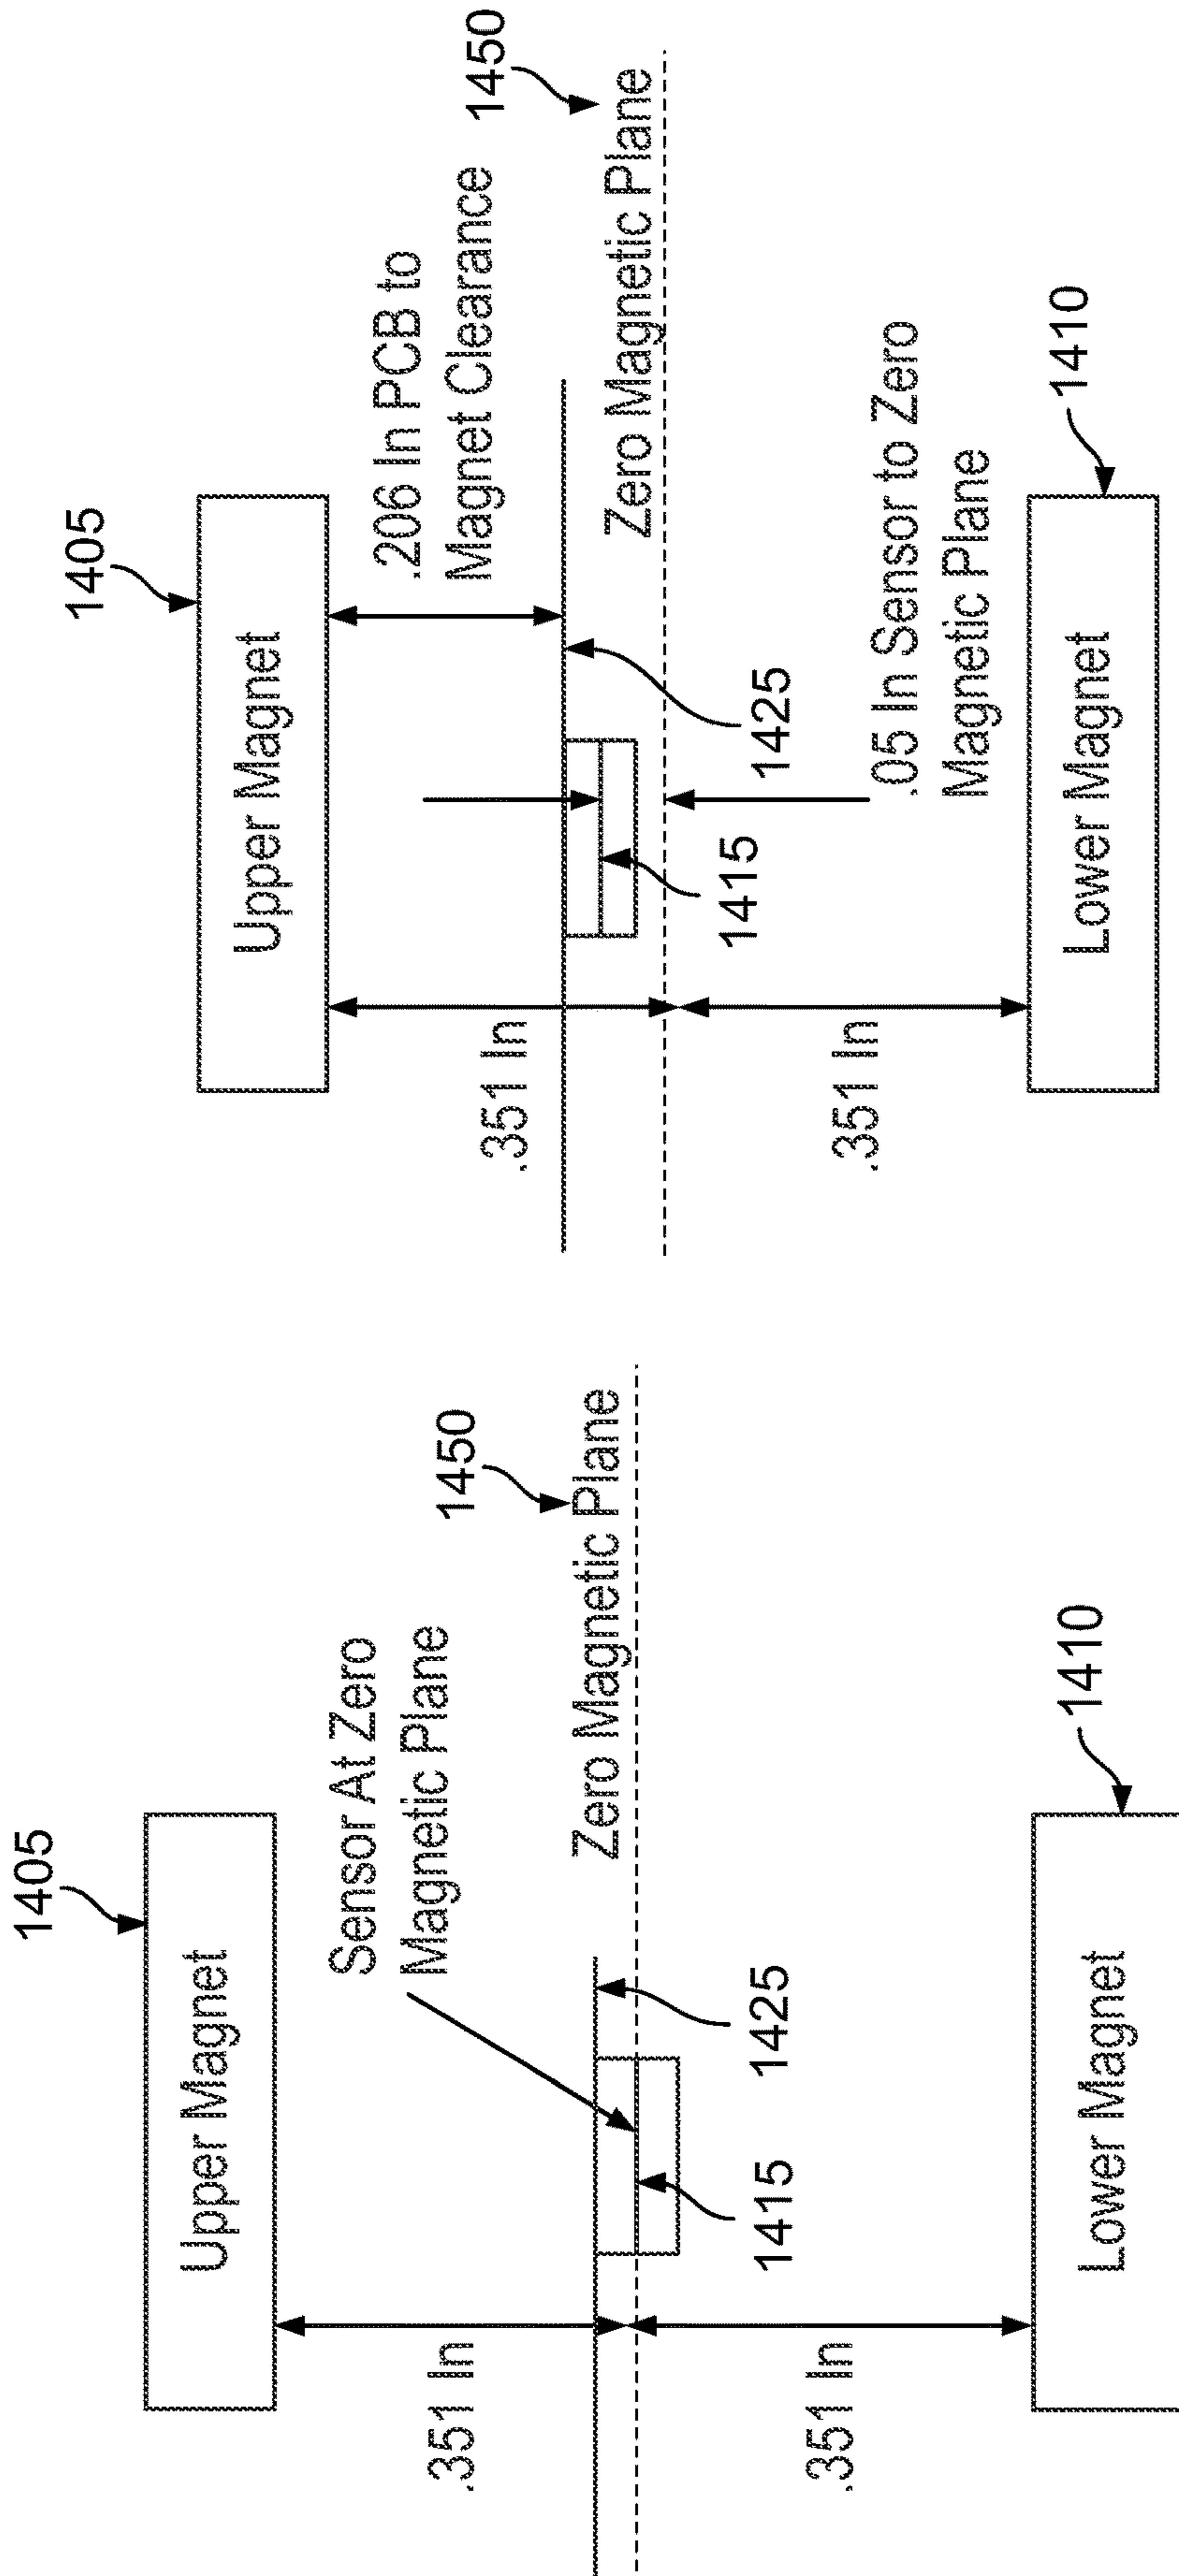 1405
Upper Magnet
Sensor At Zero
Magnetic Plane
1450
Zero Magnetic Plane
.351 In
1425
1415
.351 In
1410
Lower Magnet
1405
Upper Magnet
.206 In PCB to
Magnet Clearance
1450
Zero Magnetic Plane
.351 In
1425
1415
.05 In Sensor to Zero
Magnetic Plane
.351 In
1410
Lower Magnet